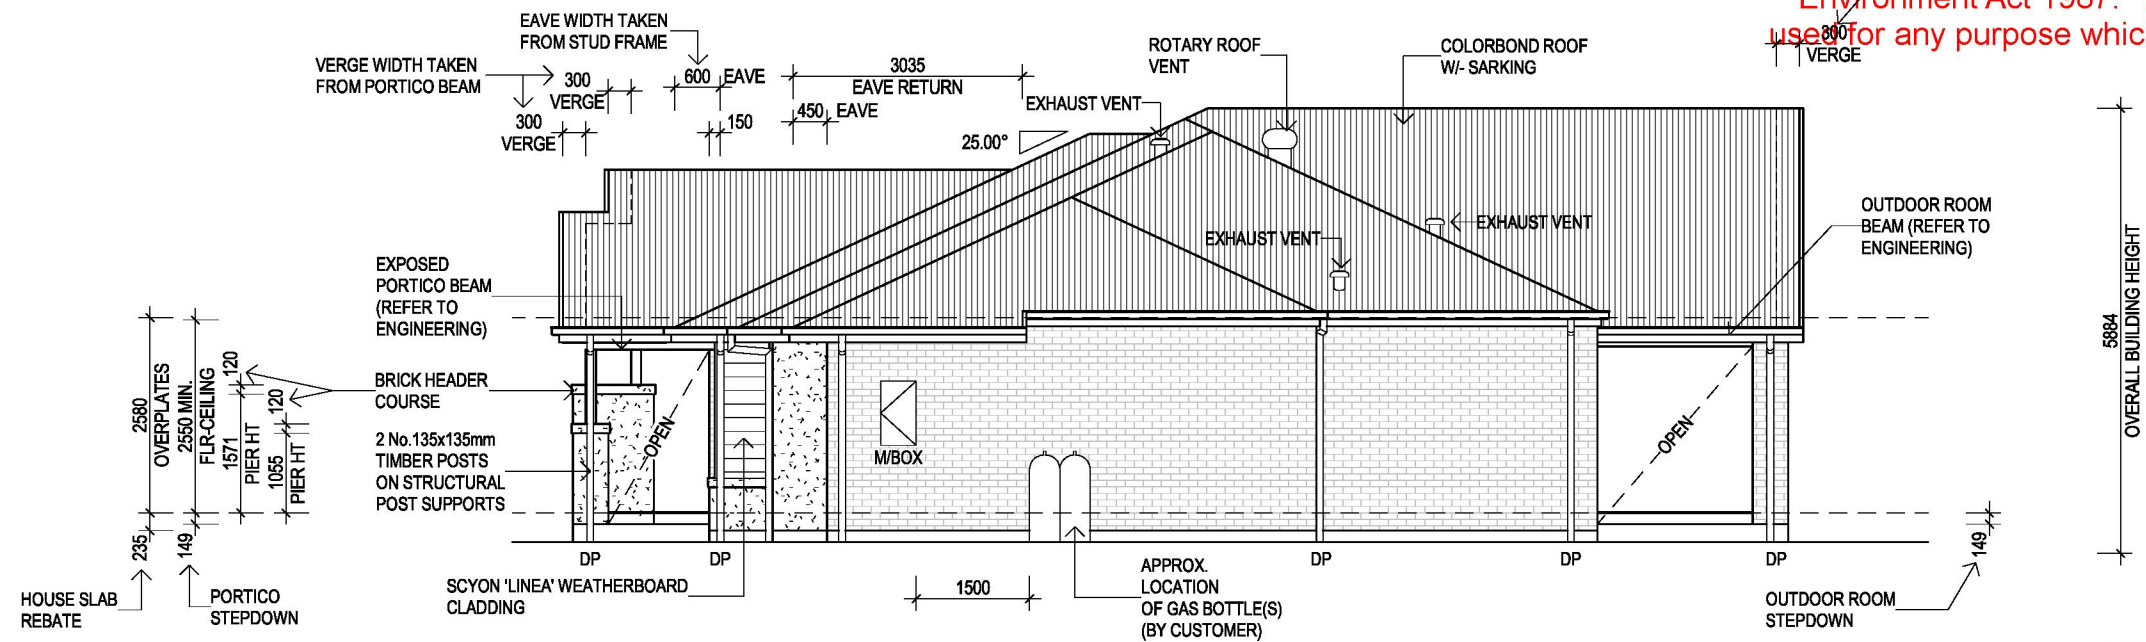 Environment Act 1987.
used for any purpose whic
EAVE WIDTH TAKEN
FROM STUD FRAME
VERGE WIDTH TAKEN
FROM PORTICO BEAM
300
VERGE
300
VERGE
600 EAVE
150
3035
EAVE RETURN
450 EAVE
25.00°
EXHAUST VENT
ROTARY ROOF
VENT
COLORBOND ROOF
W/- SARKING
300
VERGE
OUTDOOR ROOM
BEAM (REFER TO
ENGINEERING)
EXHAUST VENT
EXHAUST VENT
5884
OVERALL BUILDING HEIGHT
EXPOSED
PORTICO BEAM
(REFER TO
ENGINEERING)
BRICK HEADER
COURSE
2 No.135x135mm
TIMBER POSTS
ON STRUCTURAL
POST SUPPORTS
2580
OVERPLATES
2550 MIN.
FLR-CEILING
120
1571
PIER HT
120
1055
PIER HT
235
149
HOUSE SLAB
REBATE
PORTICO
STEPDOWN
OPEN
M/BOX
OPEN
DP
DP
DP
DP
DP
SCYON 'LINEA' WEATHERBOARD
CLADDING
1500
APPROX.
LOCATION
OF GAS BOTTLE(S)
(BY CUSTOMER)
149
OUTDOOR ROOM
STEPDOWN